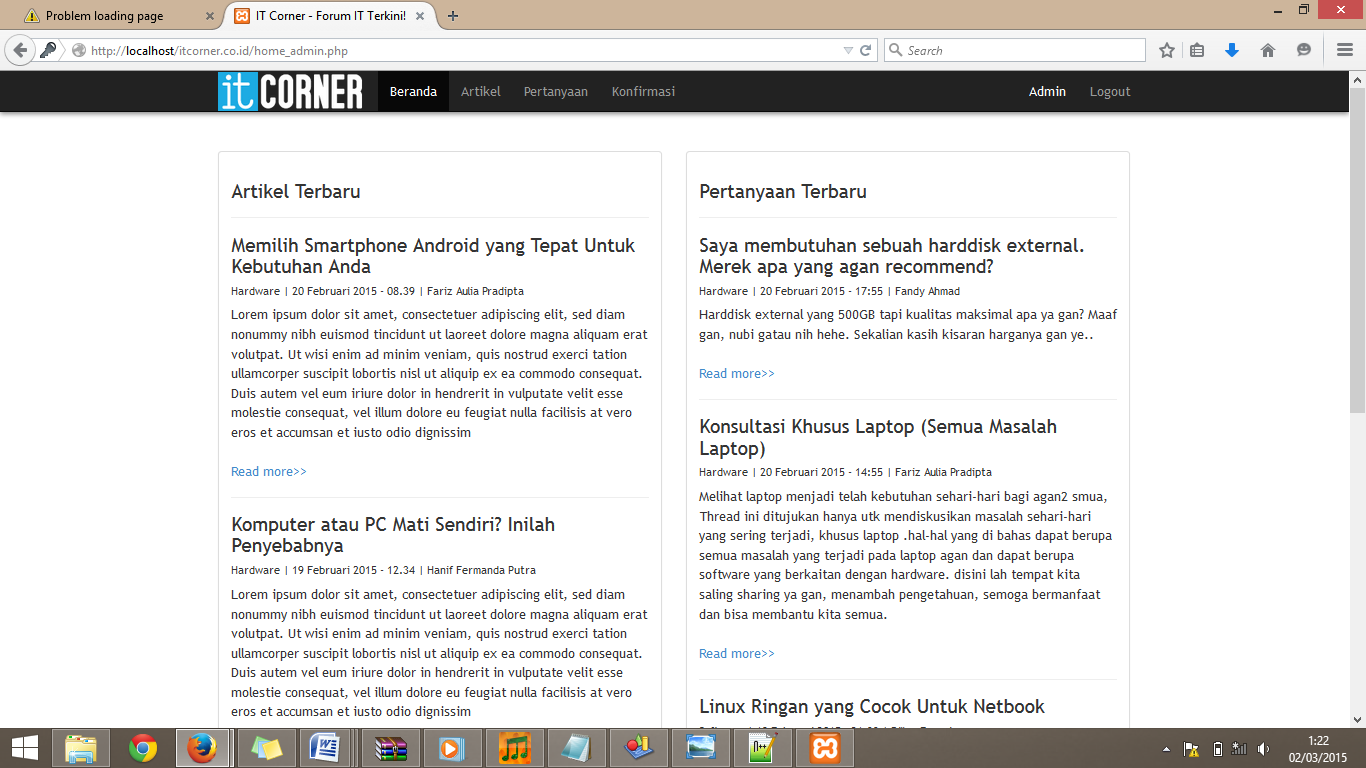 Problem loading page
IT Corner - Forum IT Terkini!
http://localhost/itcorner.co.id/home_admin.php
Search
it CORNER
Beranda
Artikel
Pertanyaan
Konfirmasi
Admin
Logout
Artikel Terbaru
Memilih Smartphone Android yang Tepat Untuk
Kebutuhan Anda
Hardware | 20 Februari 2015 - 08.39 | Fariz Aulia Pradipta
Lorem ipsum dolor sit amet, consectetuer adipiscing elit, sed diam
nonummy nibh euismod tincidunt ut laoreet dolore magna aliquam erat
volutpat. Ut wisi enim ad minim veniam, quis nostrud exerci tation
ullamcorper suscipit lobortis nisl ut aliquip ex ea commodo consequat.
Duis autem vel eum iriure dolor in hendrerit in vulputate velit esse
molestie consequat, vel illum dolore eu feugiat nulla facilisis at vero
eros et accumsan et iusto odio dignissim
Read more>>
Komputer atau PC Mati Sendiri? Inilah
Penyebabnya
Hardware | 19 Februari 2015 - 12.34 | Hanif Fermanda Putra
Lorem ipsum dolor sit amet, consectetuer adipiscing elit, sed diam
nonummy nibh euismod tincidunt ut laoreet dolore magna aliquam erat
volutpat. Ut wisi enim ad minim veniam, quis nostrud exerci tation
ullamcorper suscipit lobortis nisl ut aliquip ex ea commodo consequat.
Duis autem vel eum iriure dolor in hendrerit in vulputate velit esse
molestie consequat, vel illum dolore eu feugiat nulla facilisis at vero
eros et accumsan et iusto odio dignissim
Pertanyaan Terbaru
Saya membutuhan sebuah harddisk external.
Merek apa yang agan recommend?
Hardware | 20 Februari 2015 - 17:55 | Fandy Ahmad
Harddisk external yang 500GB tapi kualitas maksimal apa ya gan? Maaf
gan, nubi gatau nih hehe. Sekalian kasih kisaran harganya gan ye..
Read more>>
Konsultasi Khusus Laptop (Semua Masalah
Laptop)
Hardware | 20 Februari 2015 - 14:55 | Fariz Aulia Pradipta
Melihat laptop menjadi telah kebutuhan sehari-hari bagi agan2 smua,
Thread ini ditujukan hanya utk mendiskusikan masalah sehari-hari
yang sering terjadi, khusus laptop .hal-hal yang di bahas dapat berupa
semua masalah yang terjadi pada laptop agan dan dapat berupa
software yang berkaitan dengan hardware. disini lah tempat kita
saling sharing ya gan, menambah pengetahuan, semoga bermanfaat
dan bisa membantu kita semua.
Read more>>
Linux Ringan yang Cocok Untuk Netbook
1:22
02/03/2015